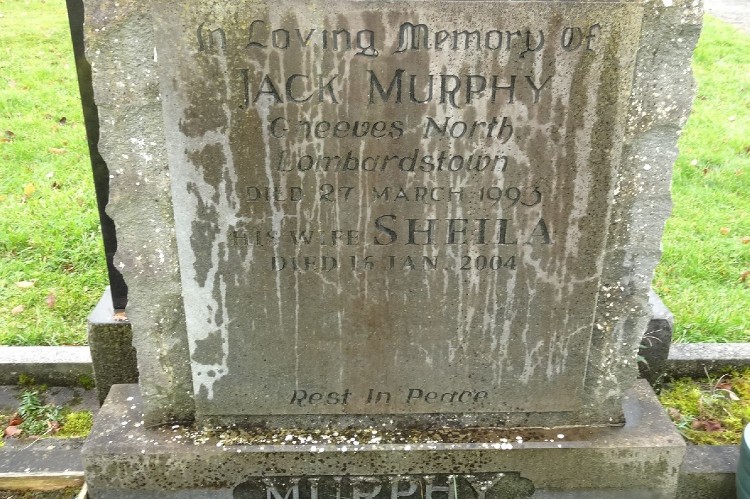 In Loving Memory of
JACK MURPHY
Gneeves North
Lombardstown
DIED 27 MARCH 1993
HIS WIFE SHEILA
DIED 15 JAN. 2004
Rest In Peace
MURPHY